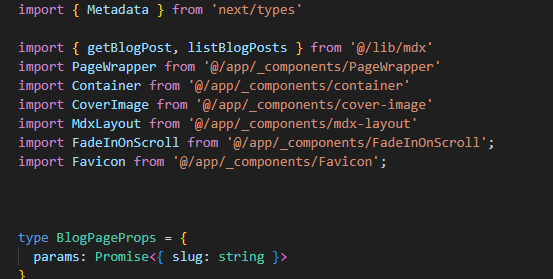 import { Metadata } from 'next/types'
import { getBlogPost, listBlogPosts } from '@/lib/mdx'
import PageWrapper from '@/app/_components/PageWrapper'
import Container from '@/app/_components/container'
import CoverImage from '@/app/_components/cover-image'
import MdxLayout from '@/app/_components/mdx-layout'
import FadeInOnScroll from '@/app/_components/FadeInOnScroll';
import Favicon from '@/app/_components/Favicon';
type BlogPageProps = {
  params: Promise<{ slug: string }>
}